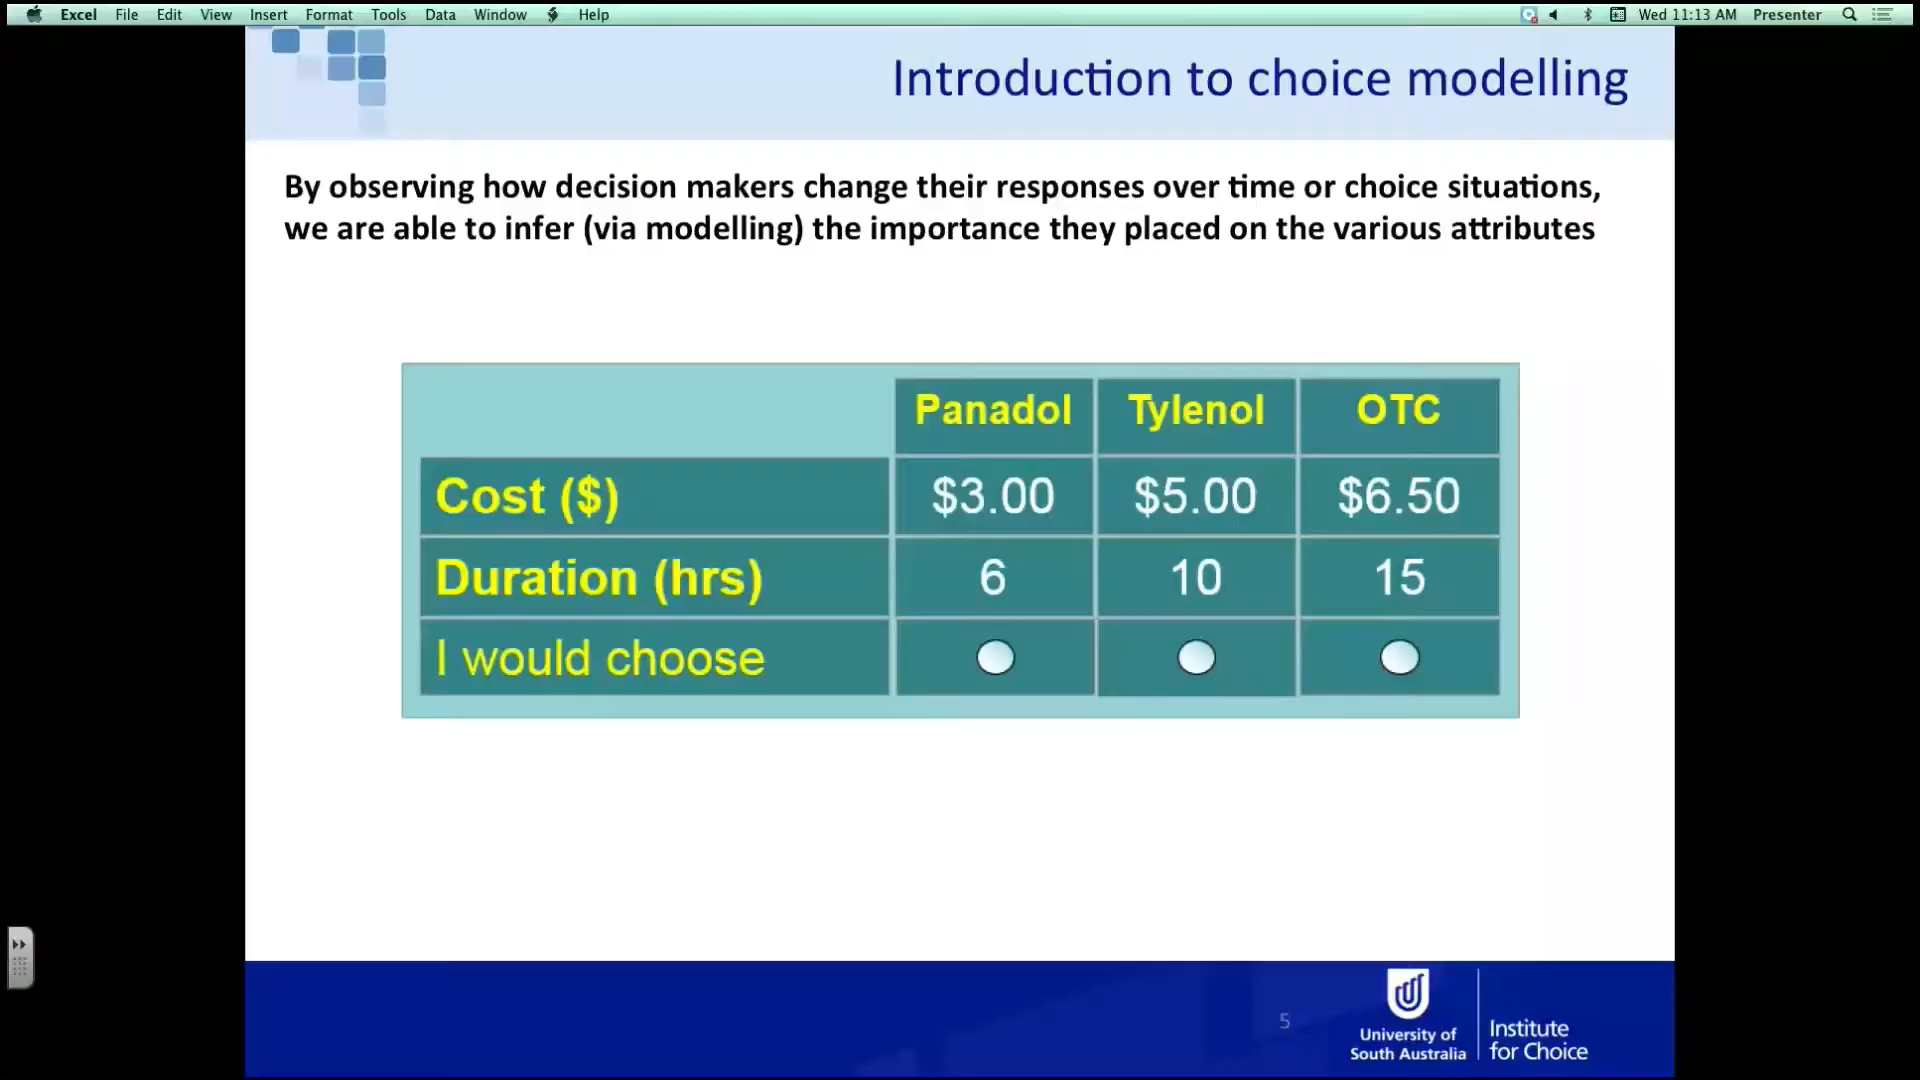 Excel File Edit View Insert Format Tools Data Window Help Wed 11:13 AM Presenter
Introduction to choice modelling
By observing how decision makers change their responses over time or choice situations,
we are able to infer (via modelling) the importance they placed on the various attributes
Panadol Tylenol OTC
Cost ($) $3.00 $5.00 $6.50
Duration (hrs) 6 10 15
I would choose
5
University of
South Australia
Institute
for Choice